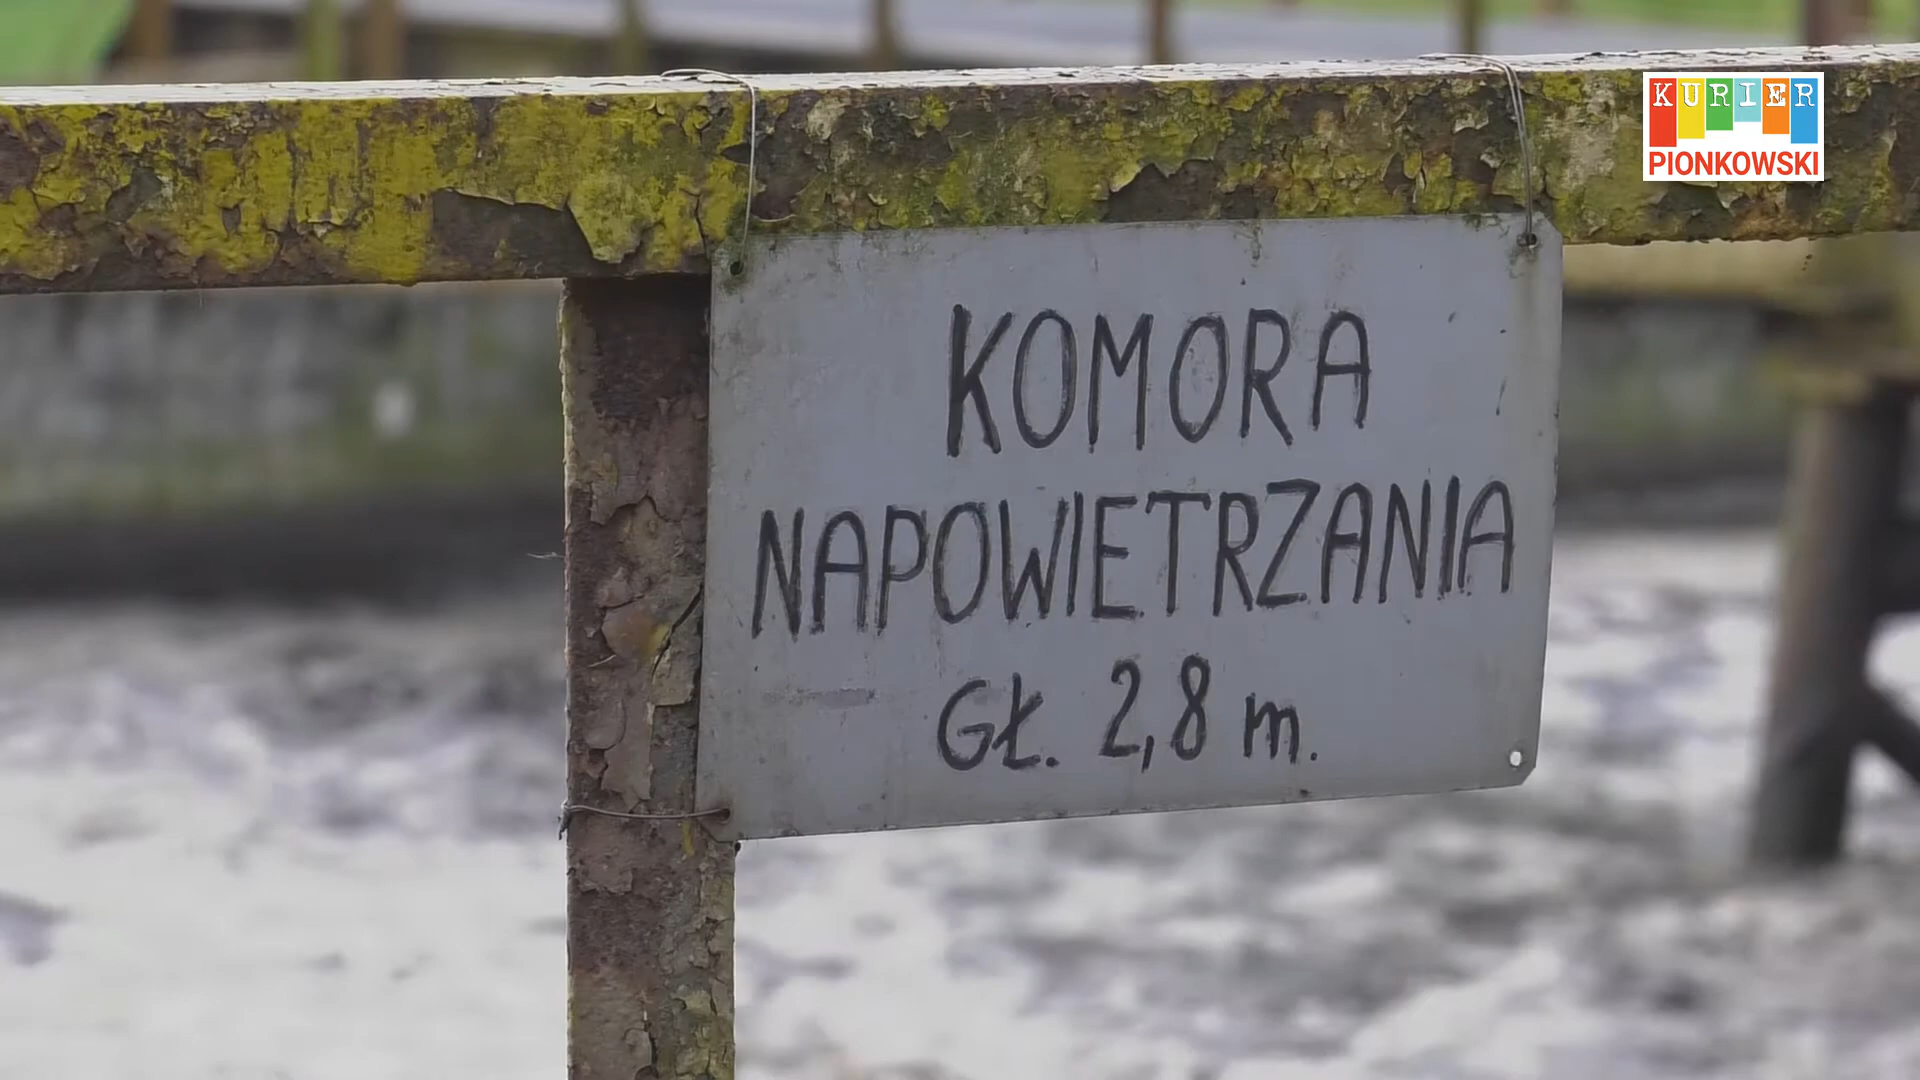 KURIER
PIONKOWSKI
KOMORA
NAPOWIETRZANIA
GŁ. 2,8 m.